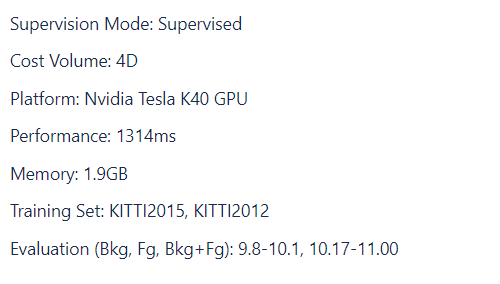 Supervision Mode: Supervised
Cost Volume: 4D
Platform: Nvidia Tesla K40 GPU
Performance: 1314ms
Memory: 1.9GB
Training Set: KITTI2015, KITTI2012
Evaluation (Bkg, Fg, Bkg+Fg): 9.8-10.1, 10.17-11.00